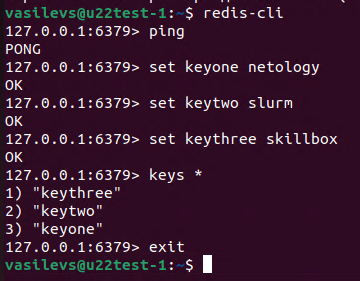 vasilevs@u22test-1:~$ redis-cli
127.0.0.1:6379> ping
PONG
127.0.0.1:6379> set keyone netology
OK
127.0.0.1:6379> set keytwo slurm
OK
127.0.0.1:6379> set keythree skillbox
OK
127.0.0.1:6379> keys *
1) "keythree"
2) "keytwo"
3) "keyone"
127.0.0.1:6379> exit
vasilevs@u22test-1:~$